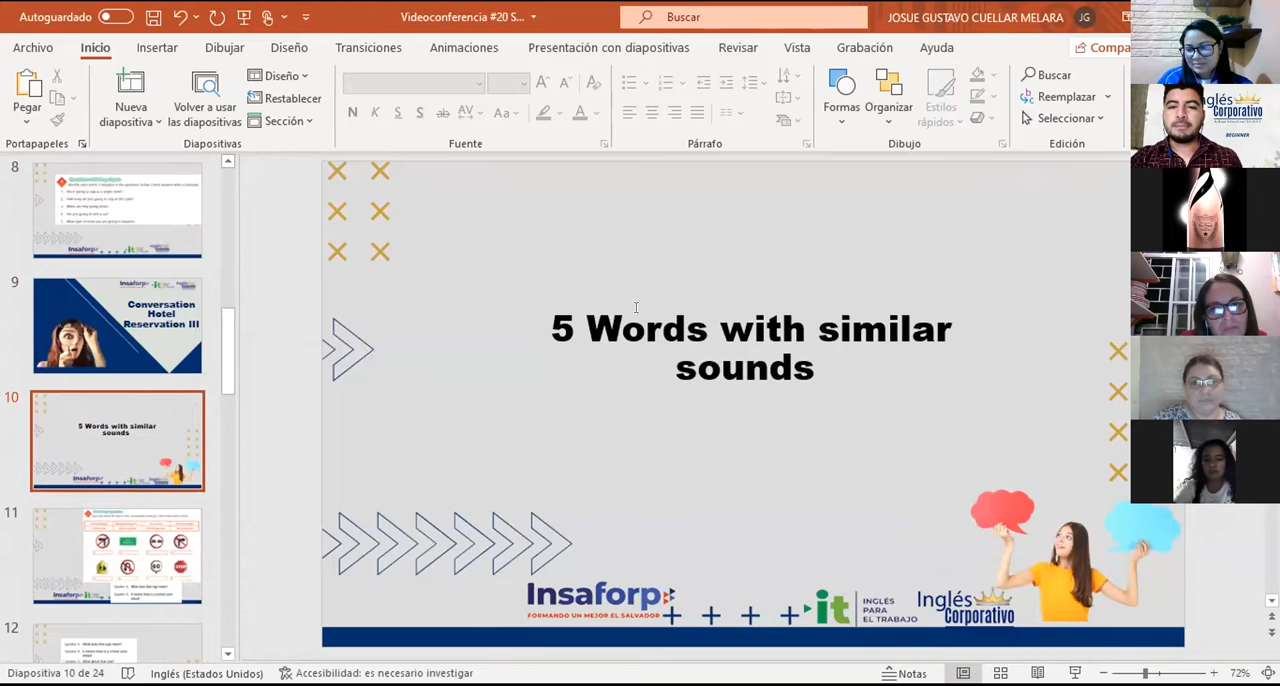 Autoguardado
Videoconferencia #20 S...
Buscar
JOSUE GUSTAVO CUELLAR MELARA
JG
Archivo
Inicio
Insertar
Dibujar
Diseño
Transiciones
Animaciones
Presentación con diapositivas
Revisar
Vista
Grabación
Ayuda
Compa
Pegar
Nueva diapositiva
Volver a usar las diapositivas
Diseño
Restablecer
Sección
Formas
Organizar
Estilos rápidos
Buscar
Reemplazar
Seleccionar
Portapapeles
Diapositivas
Fuente
Párrafo
Dibujo
Edición
Inglés
Corporativo
BEGINNER
8
9
Conversation
Hotel
Reservation III
10
5 Words with similar
sounds
11
12
5 Words with similar
sounds
Insaforp
FORMANDO UN MEJOR EL SALVADOR
it
INGLÉS
PARA
EL TRABAJO
Inglés
Corporativo
Diapositiva 10 de 24
Inglés (Estados Unidos)
Accesibilidad: es necesario investigar
Notas
72%